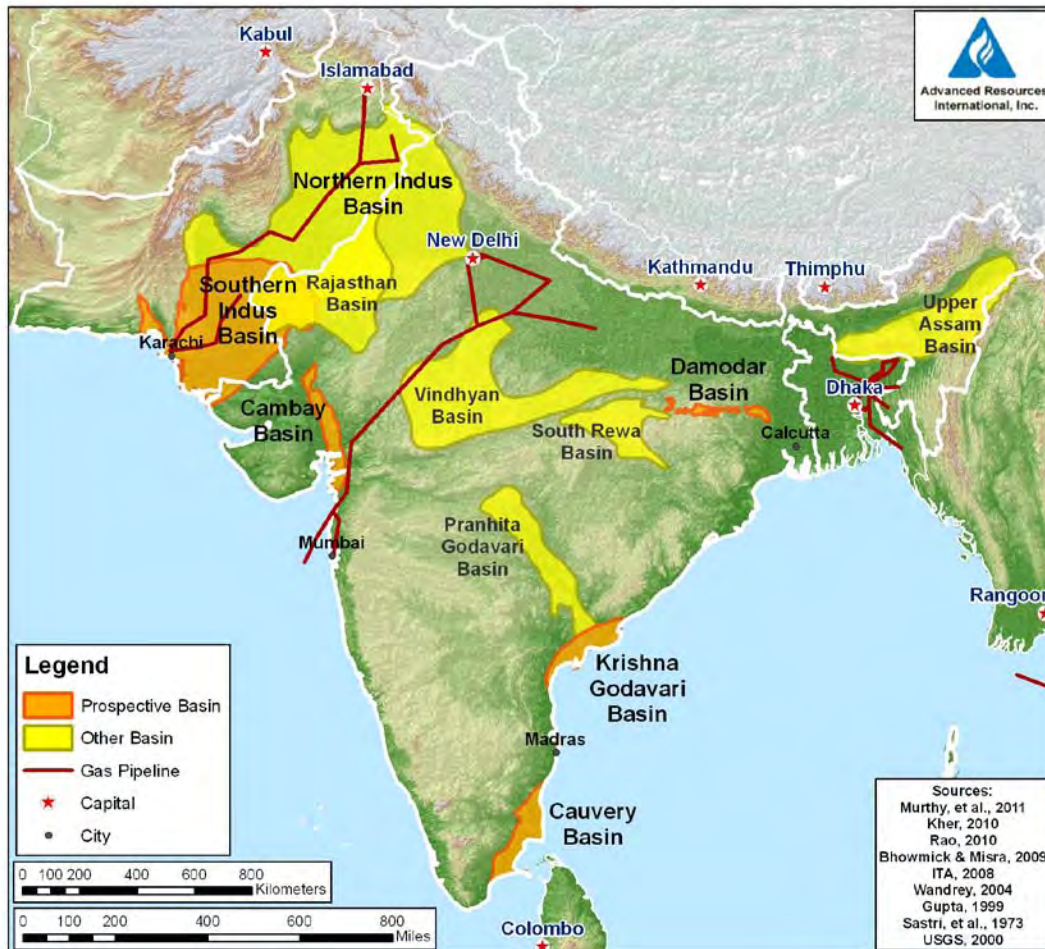 Kabul
Islamabad
Advanced Resources
International, Inc.
Northern Indus
Basin
New Delhi
Kathmandu
Thimphu
Southern
Indus
Basin
Rajasthan
Basin
Upper
Assam
Basin
Karachi
Damodar
Basin
Dhaka
Cambay
Basin
Vindhyan
Basin
South Rewa
Basin
Calcutta
Pranhita
Godavari
Basin
Mumbai
Rangoon
Krishna
Godavari
Basin
Madras
Cauvery
Basin
Colombo
Legend
Prospective Basin
Other Basin
Gas Pipeline
Capital
City
0 100 200 400 600 800
Kilometers
0 100 200 400 600 800
Miles
Sources:
Murthy, et al., 2011
Kher, 2010
Rao, 2010
Bhowmick & Misra, 2009
ITA, 2008
Wandrey, 2004
Gupta, 1999
Sastri, et al., 1973
USGS, 2000